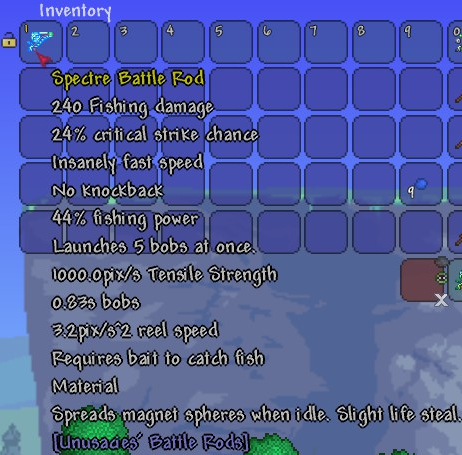 Inventory
1 2 3 4 5 6 7 8 9 0
Spectre Battle Rod
240 Fishing damage
24% critical strike chance
Insanely fast speed
No knockback
9
44% fishing power
Launches 5 bobs at once.
1000.0pix/s Tensile Strength
0.83s bobs
3.2pix/s^2 reel speed
Requires bait to catch fish
Material
Spreads magnet spheres when idle. Slight life steal.
[Unusacies' Battle Rods]